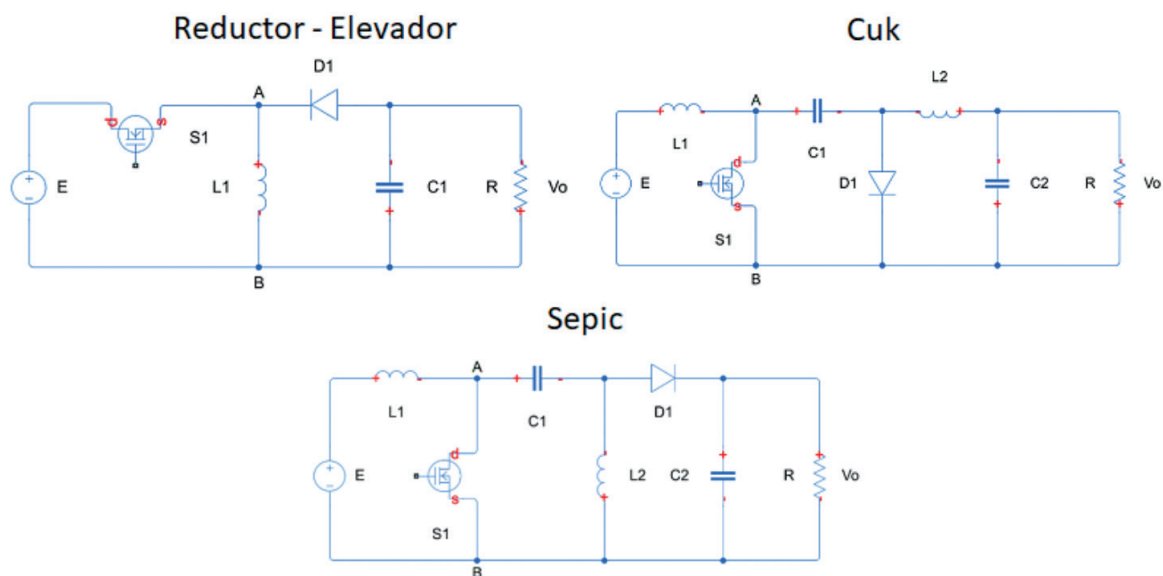 Reductor - Elevador
D1
A
d
s
S1
+
E
-
+
L1
-
-
C1
+
-
R
+
Vo
B
Cuk
L2
A
+
-
L1
+
-
C1
-
+
d
s
S1
+
E
-
D1
-
C2
+
-
R
+
Vo
B
Sepic
A
+
-
L1
+
-
C1
D1
d
s
S1
+
E
-
-
L2
+
+
C2
-
+
R
-
Vo
B